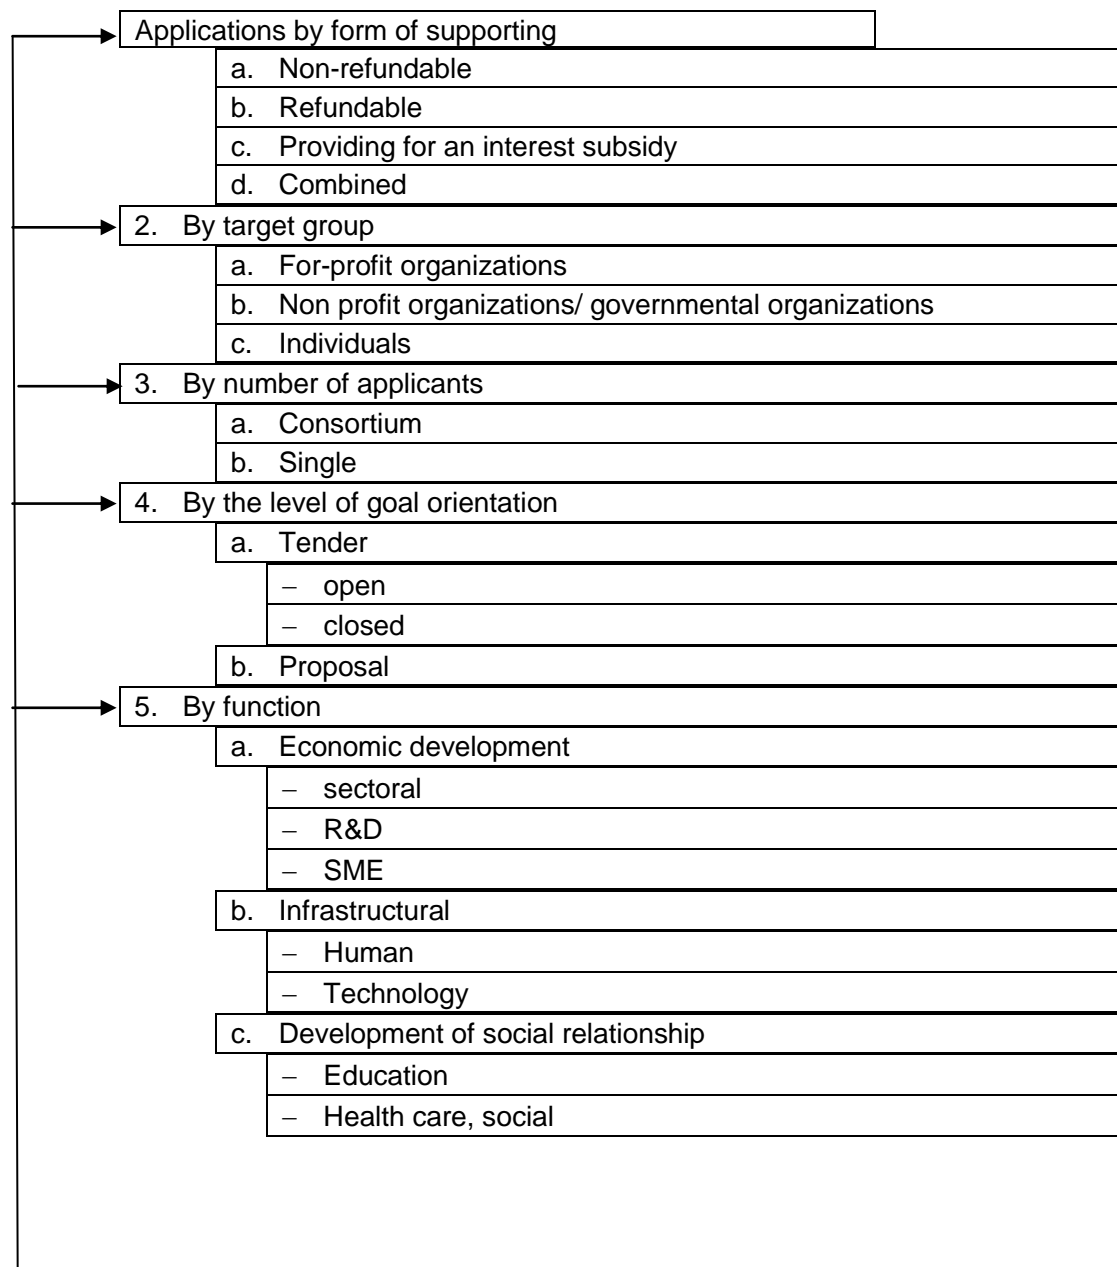 Applications by form of supporting
a. Non-refundable
b. Refundable
c. Providing for an interest subsidy
d. Combined
2. By target group
a. For-profit organizations
b. Non profit organizations/ governmental organizations
c. Individuals
3. By number of applicants
a. Consortium
b. Single
4. By the level of goal orientation
a. Tender
– open
– closed
b. Proposal
5. By function
a. Economic development
– sectoral
– R&D
– SME
b. Infrastructural
– Human
– Technology
c. Development of social relationship
– Education
– Health care, social